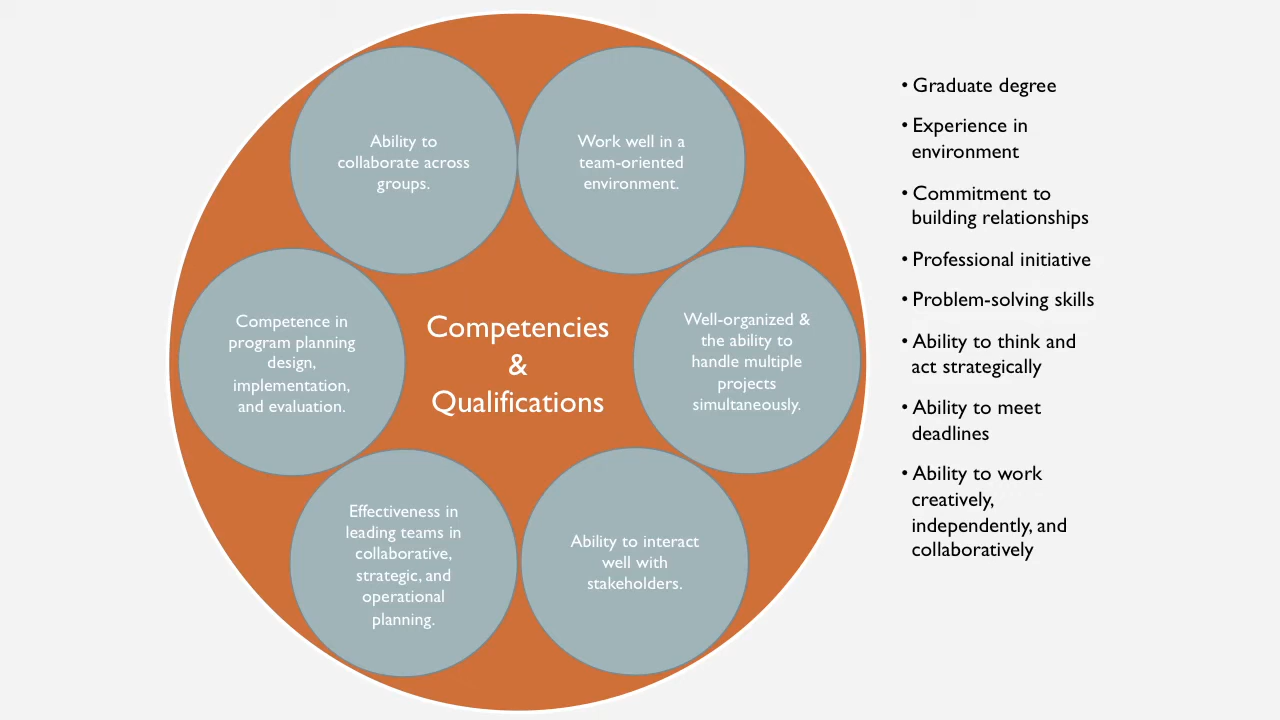 Ability to
collaborate across
groups.
Work well in a
team-oriented
environment.
Competence in
program planning
design,
implementation,
and evaluation.
Competencies
&
Qualifications
Well-organized &
the ability to
handle multiple
projects
simultaneously.
Effectiveness in
leading teams in
collaborative,
strategic, and
operational
planning.
Ability to interact
well with
stakeholders.
• Graduate degree
• Experience in
environment
• Commitment to
building relationships
• Professional initiative
• Problem-solving skills
• Ability to think and
act strategically
• Ability to meet
deadlines
• Ability to work
creatively,
independently, and
collaboratively